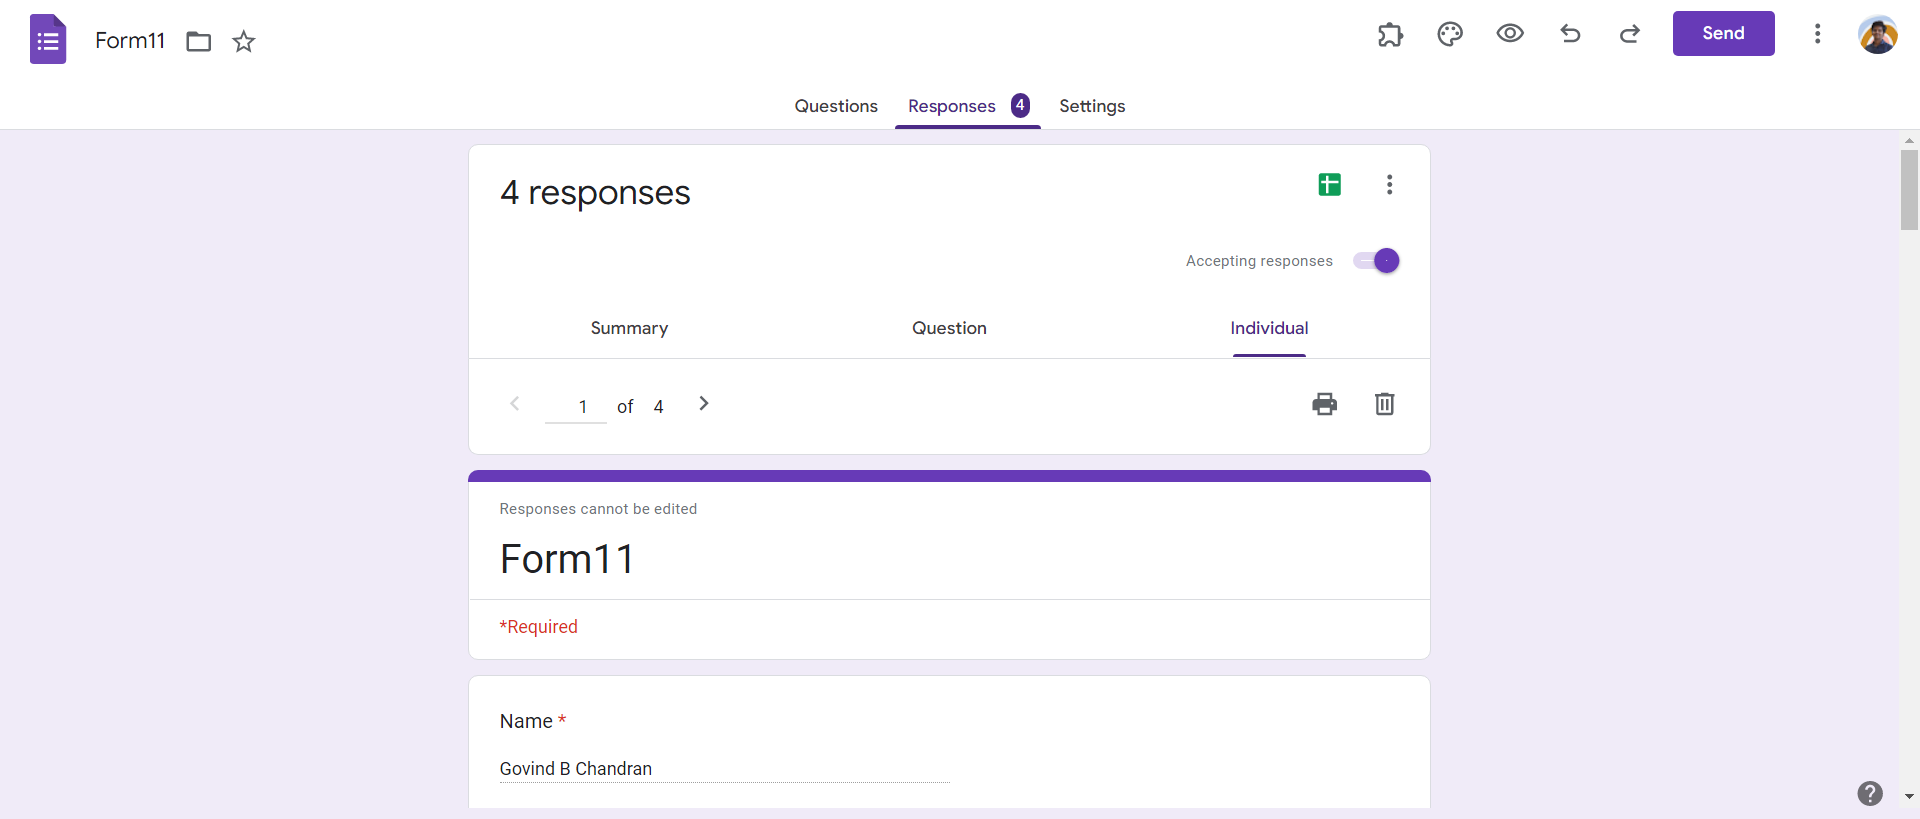 Form11
Send
Questions
Responses 4
Settings
4 responses
Accepting responses
Summary
Question
Individual
1 of 4
Responses cannot be edited
Form11
*Required
Name *
Govind B Chandran